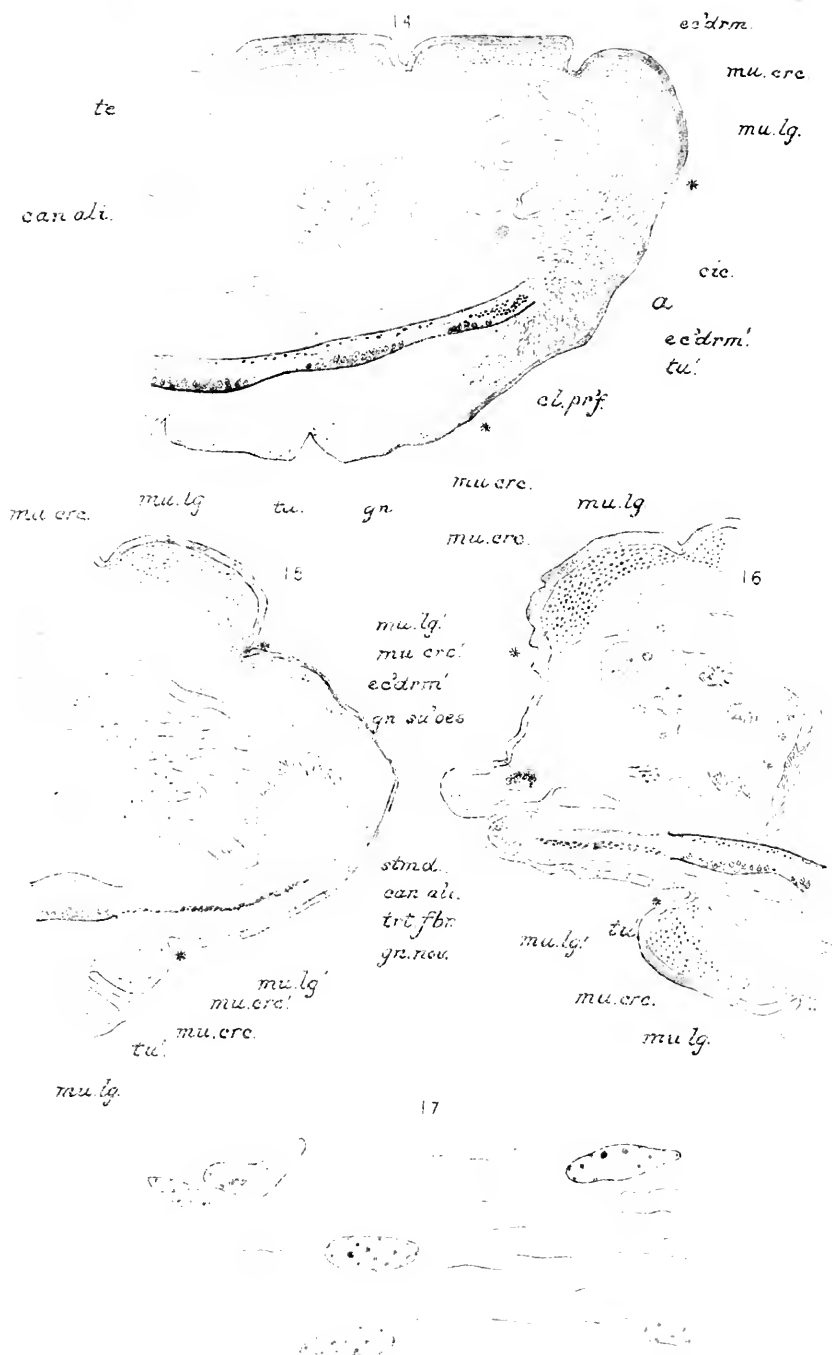 14
ec'drm.
mu. crc.
te
mu. lg.
*
can ali.
cic.
a
ec'drm'.
tu'.
cl. pr'f.
*
mu crc.
mu. lg
tu.
gn.
mu crc.
mu. lg
mu. crc.
15
16
mu. lg'.
mu crc'.
*
ec'drm'
gn su'oes
stmd.
can ali.
trt fbr.
gn. nov.
*
*
mu. lg'.
tu'.
mu. lg'
mu. crc'.
mu. crc.
mu. crc.
tu'.
mu lg.
mu. lg.
17